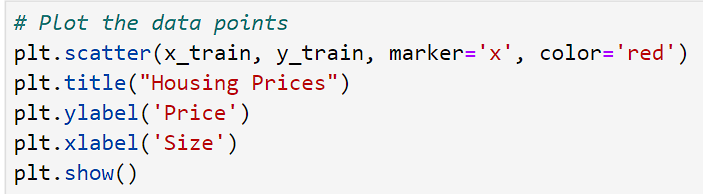 # Plot the data points
plt.scatter(x_train, y_train, marker='x', color='red')
plt.title("Housing Prices")
plt.ylabel('Price')
plt.xlabel('Size')
plt.show()